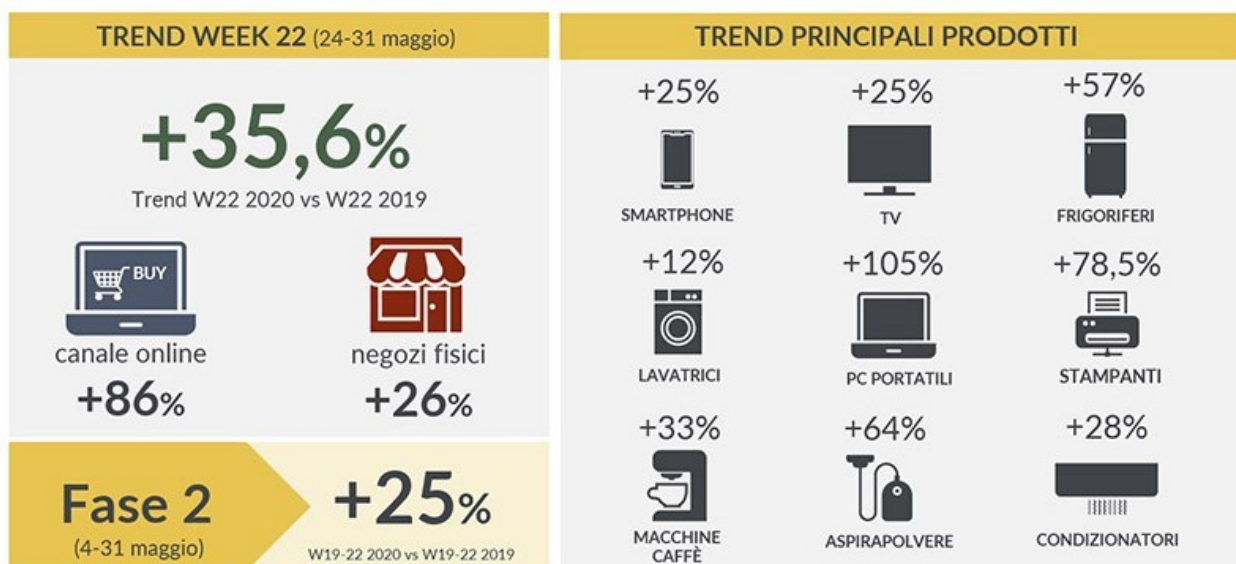 TREND WEEK 22 (24-31 maggio)
+35,6%
Trend W22 2020 vs W22 2019
BUY
canale online
+86%
negozi fisici
+26%
Fase 2
(4-31 maggio)
+25%
W19-22 2020 vs W19-22 2019
TREND PRINCIPALI PRODOTTI
+25%
SMARTPHONE
+25%
TV
+57%
FRIGORIFERI
+12%
LAVATRICI
+105%
PC PORTATILI
+78,5%
STAMPANTI
+33%
MACCHINE
CAFFÈ
+64%
ASPIRAPOLVERE
+28%
CONDIZIONATORI